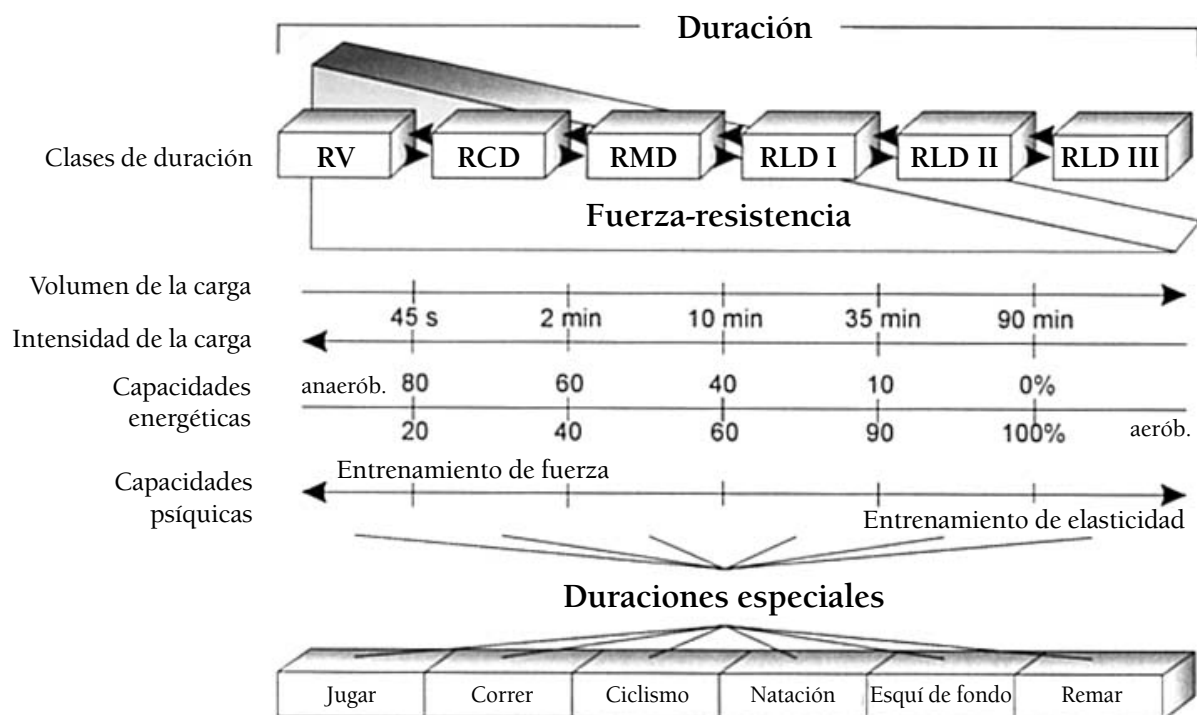 Duración
Clases de duración
RV RCD RMD RLD I RLD II RLD III
Fuerza-resistencia
Volumen de la carga
45 s 2 min 10 min 35 min 90 min
Intensidad de la carga
Capacidades
energéticas
anaerób. 80 60 40 10 0%
20 40 60 90 100% aerób.
Capacidades
psíquicas
Entrenamiento de fuerza
Entrenamiento de elasticidad
Duraciones especiales
Jugar Correr Ciclismo Natación Esquí de fondo Remar